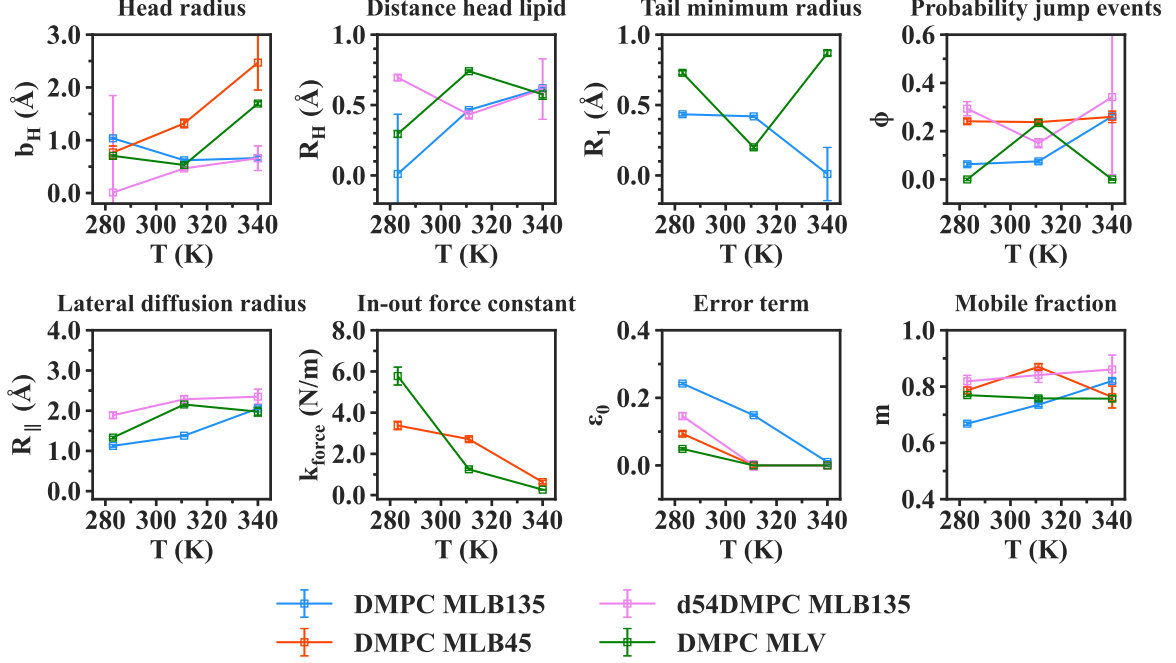 Head radius
Distance head lipid
Tail minimum radius
Probability jump events
3.0
2.0
1.0
0.0
b_H (Å)
280 300 320 340
T (K)
1.0
0.5
0.0
R_H (Å)
280 300 320 340
T (K)
1.0
0.5
0.0
R_1 (Å)
280 300 320 340
T (K)
0.6
0.4
0.2
0.0
ϕ
280 300 320 340
T (K)
Lateral diffusion radius
In-out force constant
Error term
Mobile fraction
4.0
3.0
2.0
1.0
0.0
R_∥ (Å)
280 300 320 340
T (K)
8.0
6.0
4.0
2.0
0.0
k_force (N/m)
280 300 320 340
T (K)
0.4
0.2
0.0
ε_0
280 300 320 340
T (K)
1.0
0.8
0.6
0.4
m
280 300 320 340
T (K)
DMPC MLB135
d54DMPC MLB135
DMPC MLB45
DMPC MLV